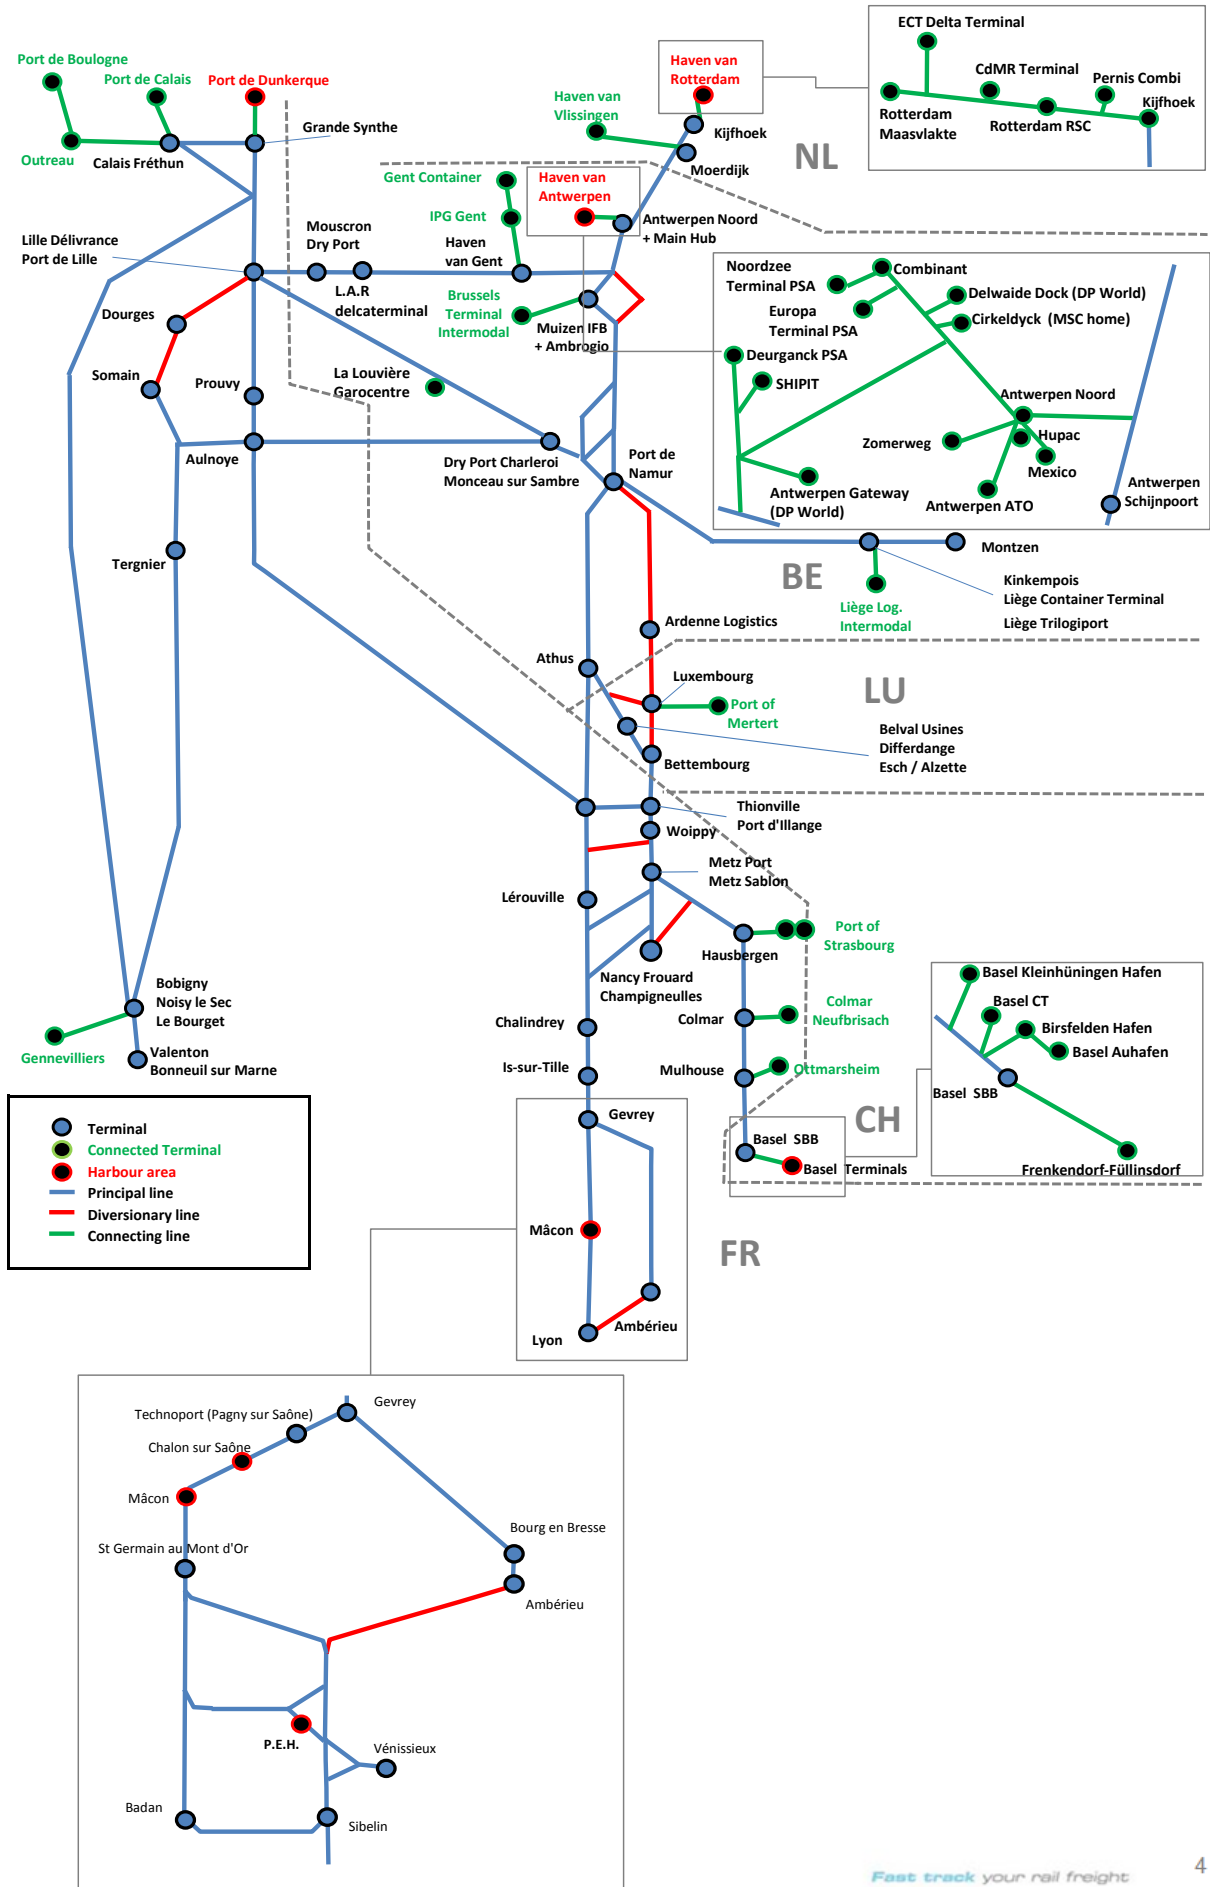 ECT Delta Terminal
CdMR Terminal
Pernis Combi
Rotterdam
Maasvlakte
Rotterdam RSC
Kijfhoek
Port de Boulogne
Port de Calais
Port de Dunkerque
Haven van
Rotterdam
Haven van
Vlissingen
Kijfhoek
Moerdijk
NL
Outreau
Calais Fréthun
Grande Synthe
Gent Container
Haven van
Antwerpen
IPG Gent
Antwerpen Noord
+ Main Hub
Lille Délivrance
Port de Lille
Mouscron
Dry Port
Haven
van Gent
L.A.R
delcaterminal
Brussels
Terminal
Intermodal
Muizen IFB
+ Ambrogio
Noordzee
Terminal PSA
Combinant
Europa
Terminal PSA
Delwaide Dock (DP World)
Cirkeldyck (MSC home)
Deurganck PSA
SHIPIT
Antwerpen Noord
Zomerweg
Hupac
Mexico
Antwerpen Gateway
(DP World)
Antwerpen ATO
Antwerpen
Schijnpoort
Dourges
Somain
Prouvy
La Louvière
Garocentre
Aulnoye
Dry Port Charleroi
Monceau sur Sambre
Port de
Namur
Tergnier
Montzen
BE
Kinkempois
Liège Container Terminal
Liège Trilogiport
Liège Log.
Intermodal
Ardenne Logistics
Athus
Luxembourg
LU
Port of
Mertert
Belval Usines
Differdange
Esch / Alzette
Bettembourg
Thionville
Port d'Illange
Woippy
Metz Port
Metz Sablon
Lérouville
Hausbergen
Port of
Strasbourg
Nancy Frouard
Champigneulles
Bobigny
Noisy le Sec
Le Bourget
Gennevilliers
Valenton
Bonneuil sur Marne
Chalindrey
Colmar
Colmar
Neufbrisach
Is-sur-Tille
Mulhouse
Ottmarsheim
Basel Kleinhüningen Hafen
Basel CT
Birsfelden Hafen
Basel Auhafen
Basel SBB
Frenkendorf-Füllinsdorf
CH
Gevrey
Basel SBB
Basel Terminals
Terminal
Connected Terminal
Harbour area
Principal line
Diversionary line
Connecting line
Mâcon
FR
Lyon
Ambérieu
Gevrey
Technoport (Pagny sur Saône)
Chalon sur Saône
Mâcon
St Germain au Mont d'Or
Bourg en Bresse
Ambérieu
P.E.H.
Vénissieux
Badan
Sibelin
Fast track your rail freight
4